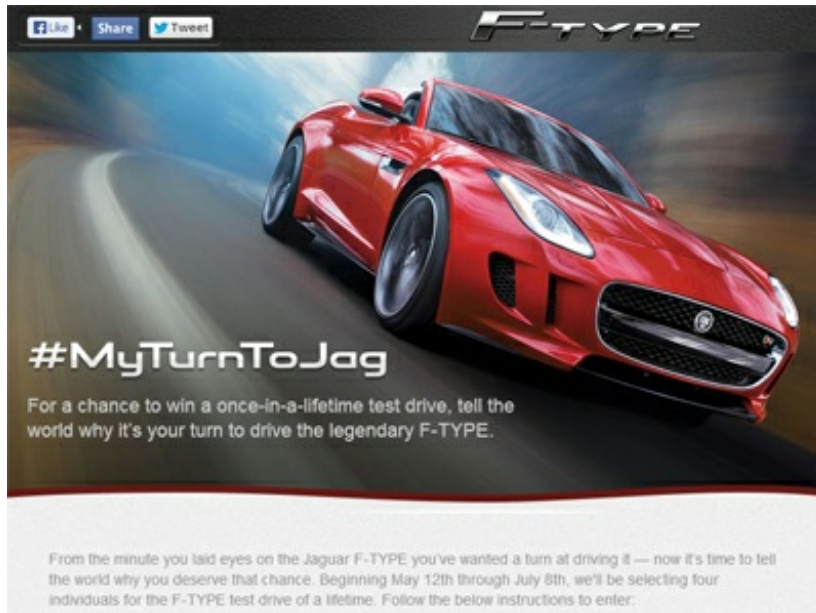 Like
Share
Tweet
F-TYPE
#MyTurnToJag
For a chance to win a once-in-a-lifetime test drive, tell the
world why it's your turn to drive the legendary F-TYPE.
From the minute you laid eyes on the Jaguar F-TYPE you've wanted a turn at driving it — now it's time to tell
the world why you deserve that chance. Beginning May 12th through July 8th, we'll be selecting four
individuals for the F-TYPE test drive of a lifetime. Follow the below instructions to enter: